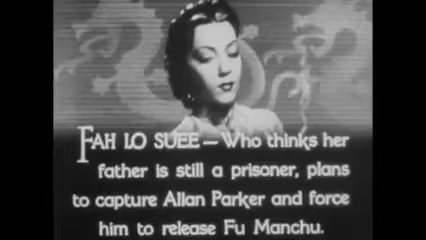 FAH LO SUEE — Who thinks her
father is still a prisoner, plans
to capture Allan Parker and force
him to release Fu Manchu.